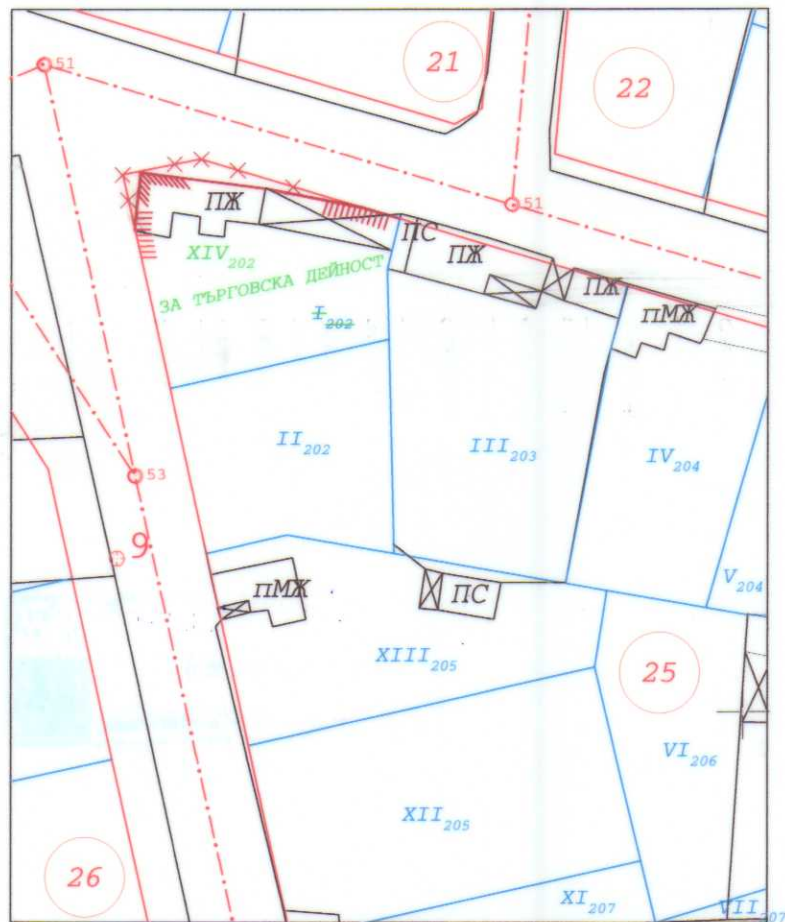 21
22
51
51
ПЖ
ПС
ПЖ
ПЖ
пМЖ
XIV202
ЗА ТЪРГОВСКА ДЕЙНОСТ
I202
II202
III203
IV204
53
9
V204
пМЖ
ПС
XIII205
25
VI206
XII205
26
XI207
VII207